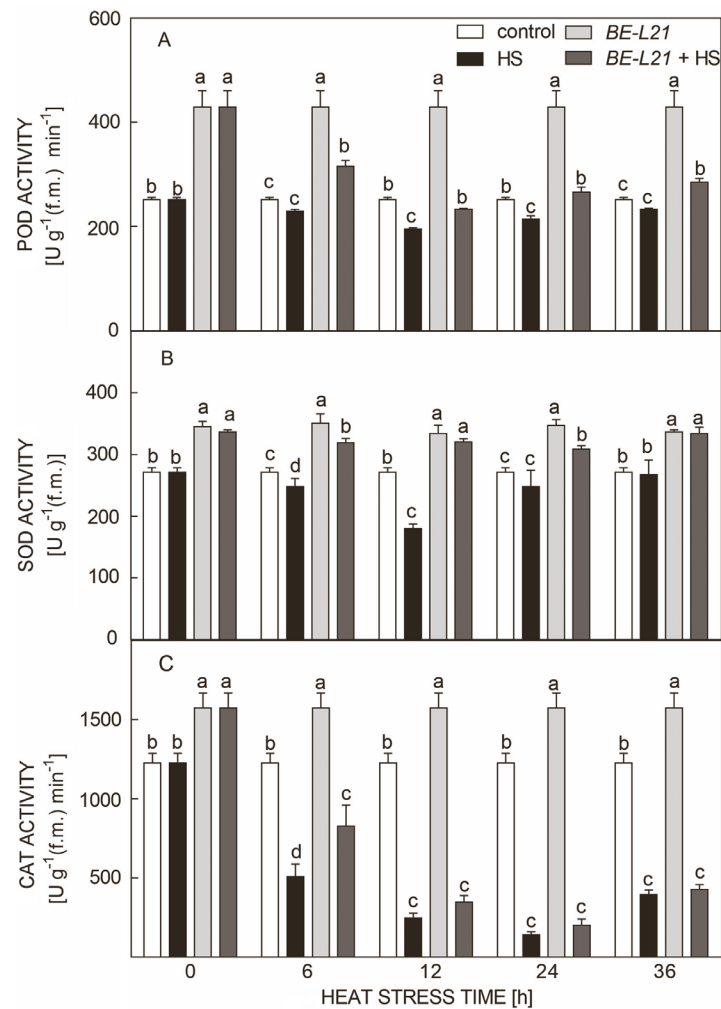 600
A
control
BE-L21
HS
BE-L21 + HS
a a a a a a
400
b b b c c b b c b b c b c c b
200
0
POD ACTIVITY
[U g⁻¹(f.m.) min⁻¹]
B
400
a a a b a a a b a a
300
b b c d b c c c b b
200
100
0
SOD ACTIVITY
[U g⁻¹(f.m.)]
C
a a a a a a
1500
b b b b b b
1000
c
d
500
c c c c c c
CAT ACTIVITY
[U g⁻¹(f.m.) min⁻¹]
0 6 12 24 36
HEAT STRESS TIME [h]